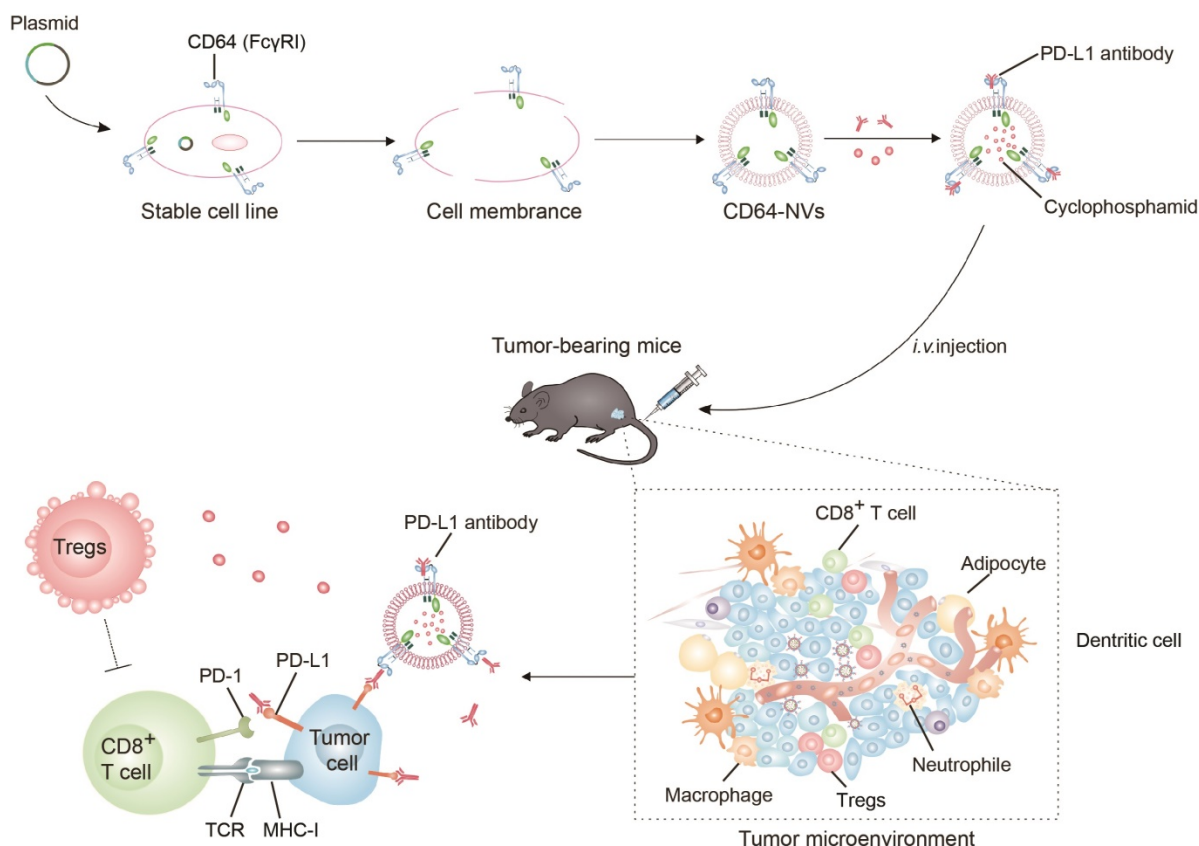 Plasmid
CD64 (FcγRI)
PD-L1 antibody
Stable cell line
Cell membrance
CD64-NVs
Cyclophosphamid
Tumor-bearing mice
i.v.injection
CD8+ T cell
Adipocyte
Dentritic cell
Neutrophile
Macrophage
Tregs
Tumor microenvironment
Tregs
PD-L1 antibody
PD-L1
PD-1
CD8+
T cell
Tumor
cell
TCR
MHC-I